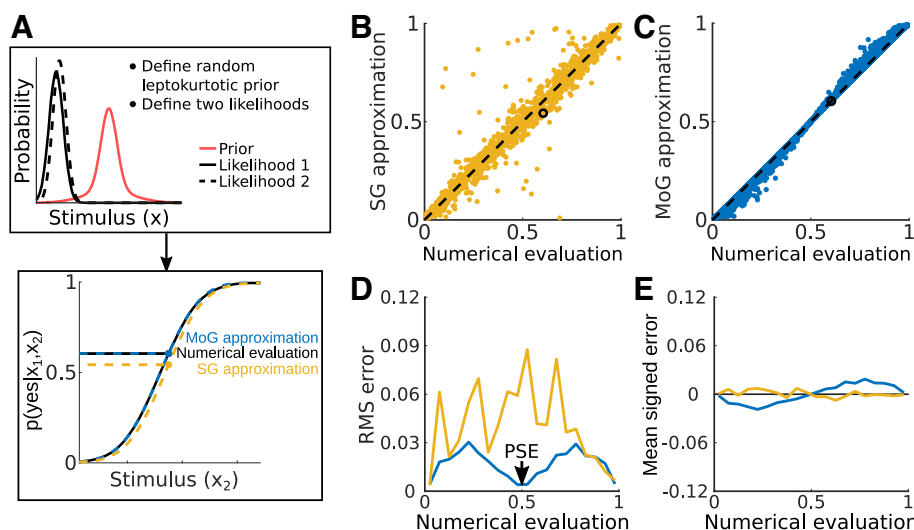 A
Probability
Stimulus (x)
● Define random
leptokurtotic prior
● Define two likelihoods
Prior
Likelihood 1
Likelihood 2
p(yes|x1,x2)
1
0.5
0
MoG approximation
Numerical evaluation
SG approximation
Stimulus (x2)
B
SG approximation
1
0.5
0
0
0.5
1
Numerical evaluation
C
MoG approximation
1
0.5
0
0
0.5
1
Numerical evaluation
D
RMS error
0.12
0.09
0.06
0.03
0
PSE
0
0.5
1
Numerical evaluation
E
Mean signed error
0.12
0.06
0
-0.06
-0.12
0
0.5
1
Numerical evaluation